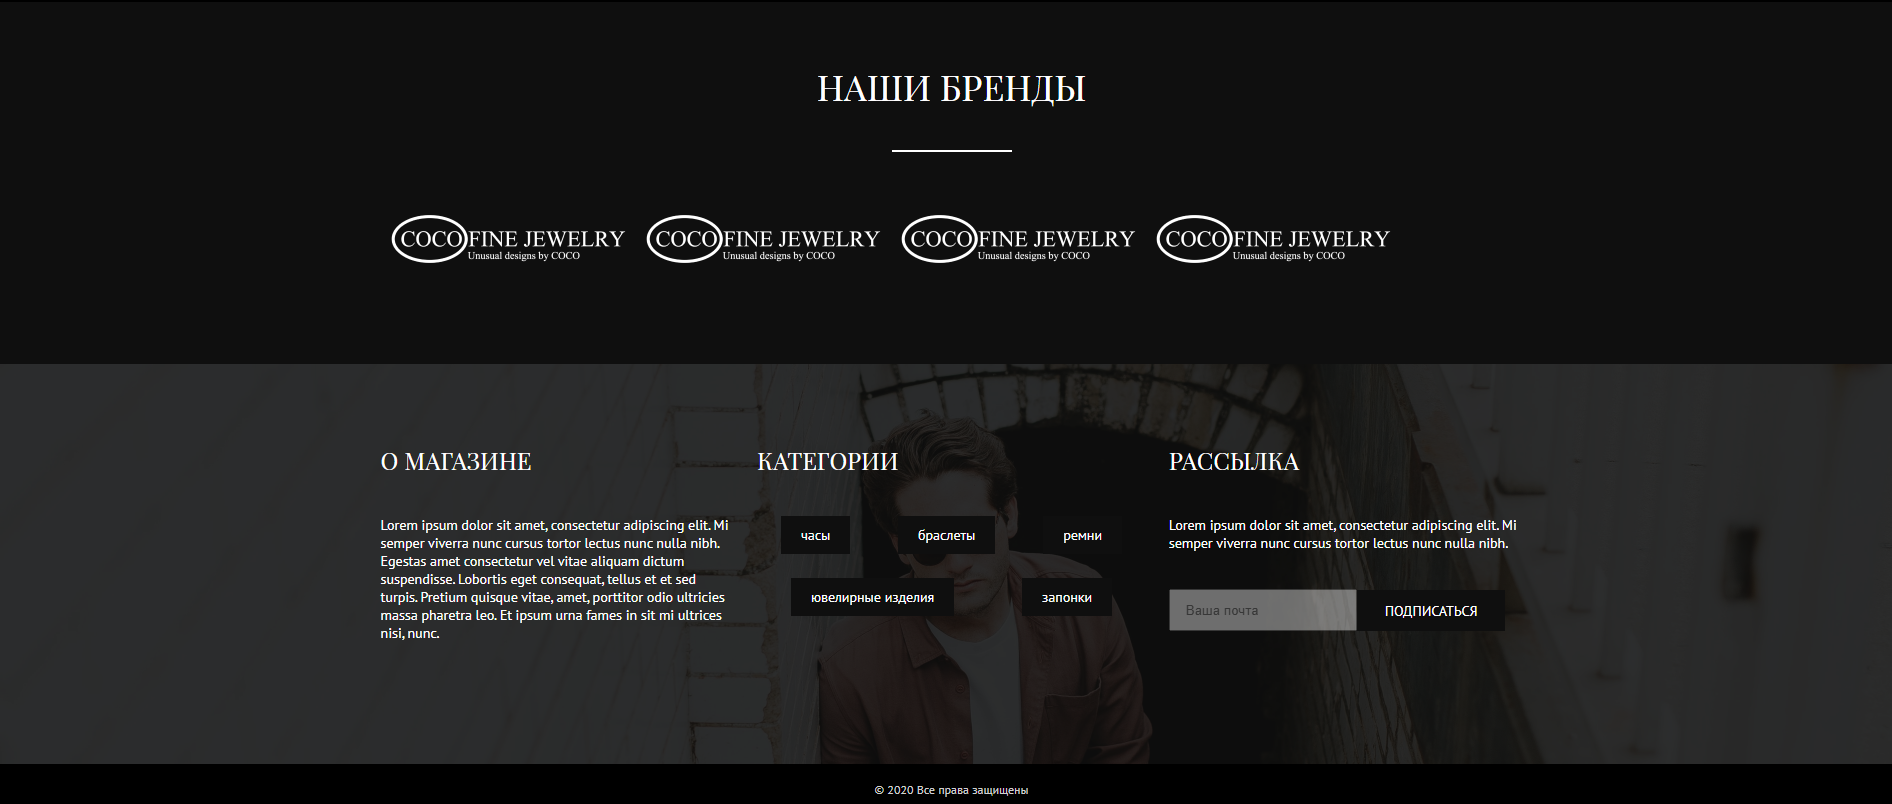 НАШИ БРЕНДЫ
COCO FINE JEWELRY
Unusual designs by COCO
COCO FINE JEWELRY
Unusual designs by COCO
COCO FINE JEWELRY
Unusual designs by COCO
COCO FINE JEWELRY
Unusual designs by COCO
О МАГАЗИНЕ
Lorem ipsum dolor sit amet, consectetur adipiscing elit. Mi
semper viverra nunc cursus tortor lectus nunc nulla nibh.
Egestas amet consectetur vel vitae aliquam dictum
suspendisse. Lobortis eget consequat, tellus et et sed
turpis. Pretium quisque vitae, amet, porttitor odio ultricies
massa pharetra leo. Et ipsum urna fames in sit mi ultrices
nisi, nunc.
КАТЕГОРИИ
часы
браслеты
ремни
ювелирные изделия
запонки
РАССЫЛКА
Lorem ipsum dolor sit amet, consectetur adipiscing elit. Mi
semper viverra nunc cursus tortor lectus nunc nulla nibh.
Ваша почта
ПОДПИСАТЬСЯ
© 2020 Все права защищены